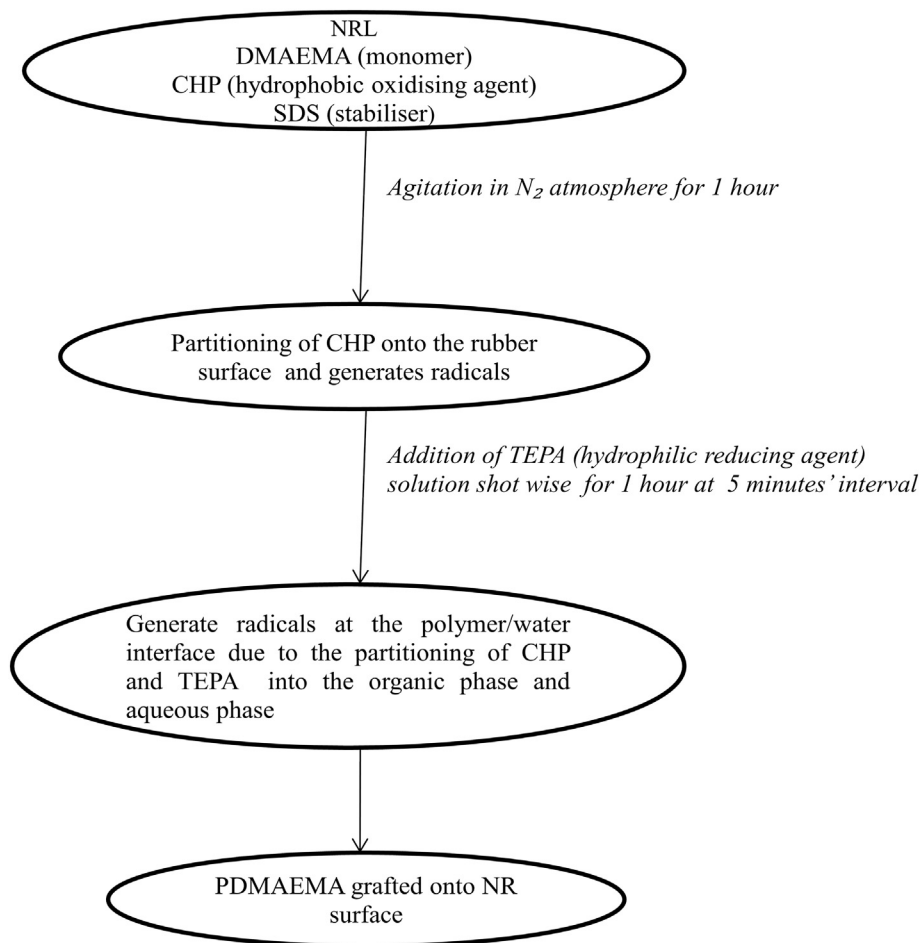 NRL
DMAEMA (monomer)
CHP (hydrophobic oxidising agent)
SDS (stabiliser)
Agitation in N₂ atmosphere for 1 hour
Partitioning of CHP onto the rubber
surface and generates radicals
Addition of TEPA (hydrophilic reducing agent)
solution shot wise for 1 hour at 5 minutes’ interval
Generate radicals at the polymer/water
interface due to the partitioning of CHP
and TEPA into the organic phase and
aqueous phase
PDMAEMA grafted onto NR
surface